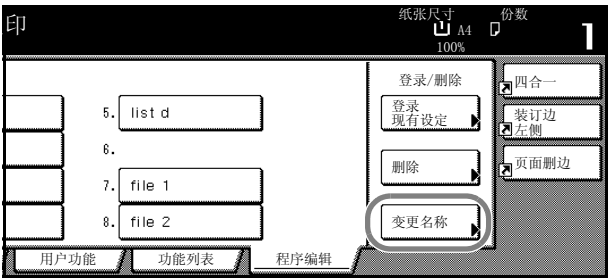 印
纸张尺寸 份数
A4
100%
1
登录/删除
四合一
5. list d
登录
现有设定
装订边
左侧
6.
删除
页面删边
7. file 1
8. file 2
变更名称
用户功能 功能列表 程序编辑